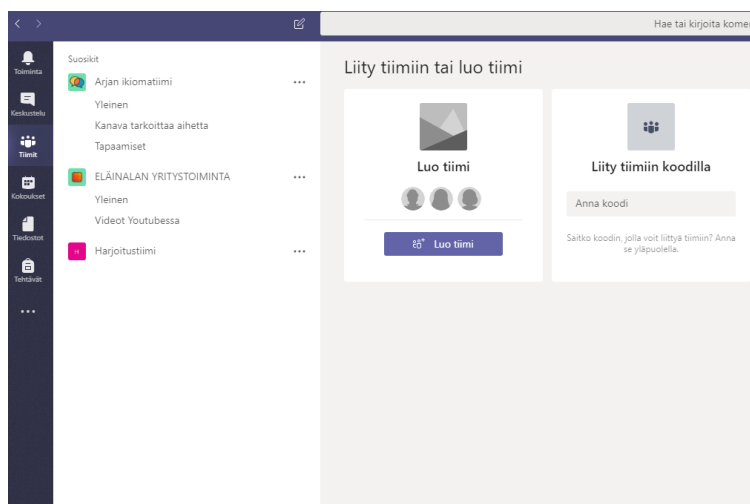 Hae tai kirjoita komen
Toiminta
Keskustelu
Tiimit
Kokoukset
Tiedostot
Tehtävät
Suosikit
Arjan ikiomatiimi
Yleinen
Kanava tarkoittaa aihetta
Tapaamiset
ELÄINALAN YRITYSTOIMINTA
Yleinen
Videot Youtubessa
Harjoitustiimi
Liity tiimiin tai luo tiimi
Luo tiimi
Luo tiimi
Liity tiimiin koodilla
Anna koodi
Saitko koodin, jolla voit liittyä tiimiin? Anna
se yläpuolella.